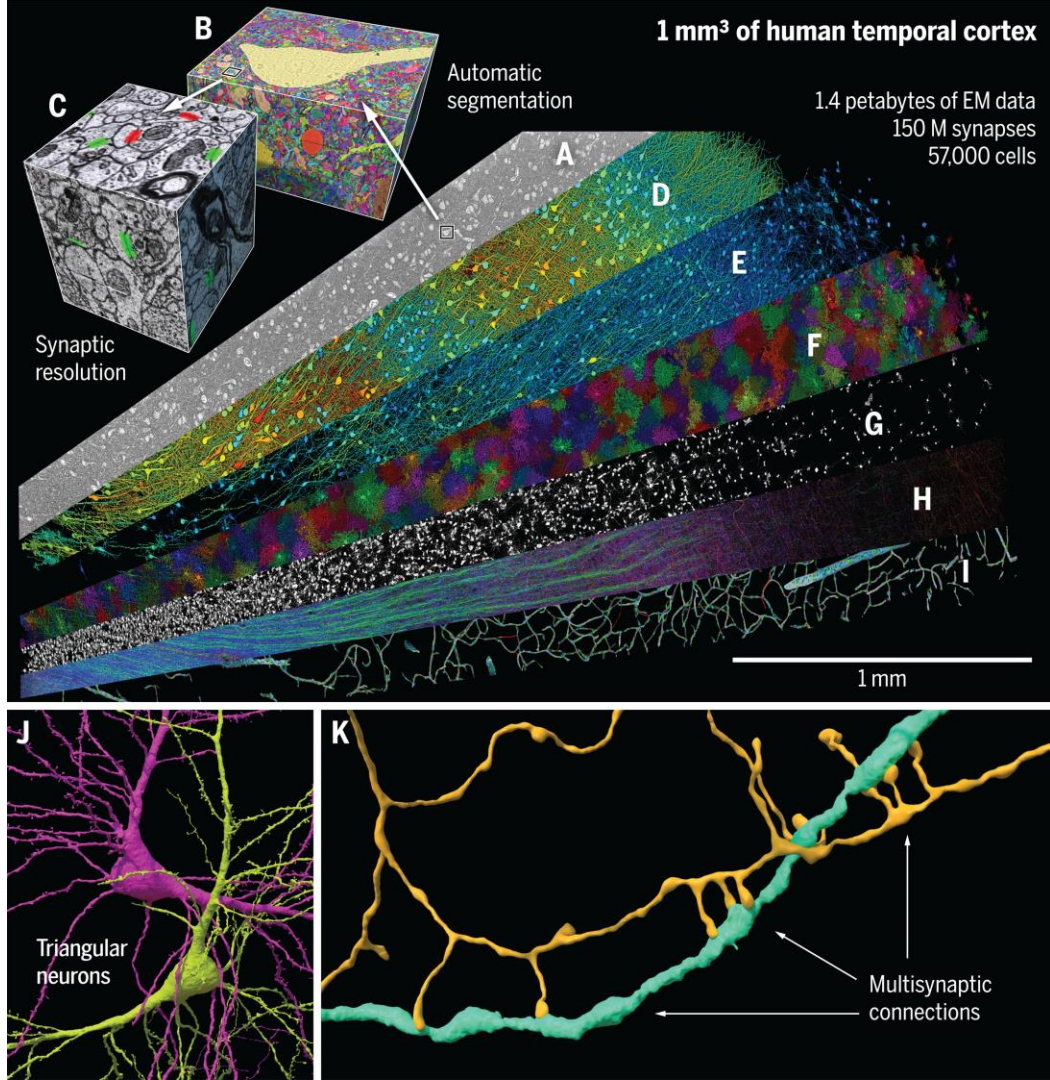 1 mm³ of human temporal cortex
1.4 petabytes of EM data
150 M synapses
57,000 cells
B
Automatic
segmentation
C
Synaptic
resolution
A
D
E
F
G
H
I
1 mm
J
Triangular
neurons
K
Multisynaptic
connections